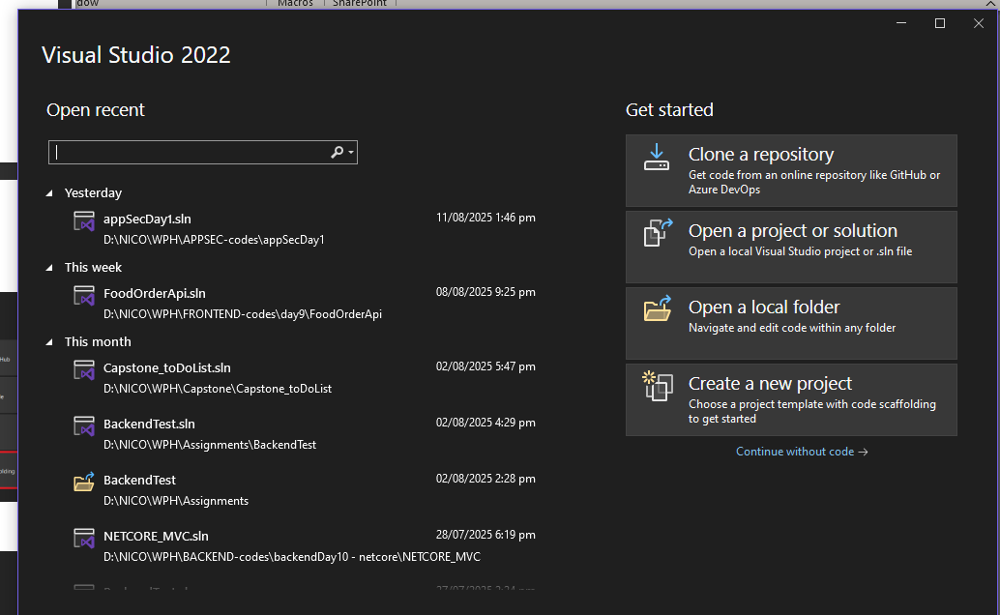 dow
Macros
SharePoint
Visual Studio 2022
Open recent
Yesterday
appSecDay1.sln
11/08/2025 1:46 pm
D:\NICO\WPH\APPSEC-codes\appSecDay1
This week
FoodOrderApi.sln
08/08/2025 9:25 pm
D:\NICO\WPH\FRONTEND-codes\day9\FoodOrderApi
This month
Capstone_toDoList.sln
02/08/2025 5:47 pm
D:\NICO\WPH\Capstone\Capstone_toDoList
BackendTest.sln
02/08/2025 4:29 pm
D:\NICO\WPH\Assignments\BackendTest
BackendTest
02/08/2025 2:28 pm
D:\NICO\WPH\Assignments
NETCORE_MVC.sln
28/07/2025 6:19 pm
D:\NICO\WPH\BACKEND-codes\backendDay10 - netcore\NETCORE_MVC
Get started
Clone a repository
Get code from an online repository like GitHub or
Azure DevOps
Open a project or solution
Open a local Visual Studio project or .sln file
Open a local folder
Navigate and edit code within any folder
Create a new project
Choose a project template with code scaffolding
to get started
Continue without code →